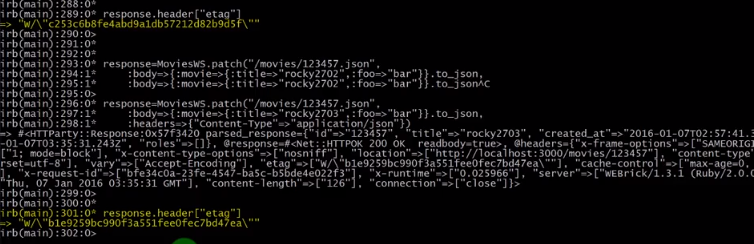 irb(main):288:0*
irb(main):289:0* response.header["etag"]
=> "W/\"c253c6b8fe4abd9a1db57212d82b9d5f\""
irb(main):290:0>
irb(main):291:0*
irb(main):292:0*
irb(main):293:0* response=MoviesWS.patch("/movies/123457.json",
irb(main):294:1* :body=>{:movie=>{:title=>"rocky2702",:foo=>"bar"}}.to_json,
irb(main):295:1* :body=>{:movie=>{:title=>"rocky2702",:foo=>"bar"}}.to_json^C
irb(main):295:0>
irb(main):296:0* response=MoviesWS.patch("/movies/123457.json",
irb(main):297:1* :body=>{:movie=>{:title=>"rocky2703",:foo=>"bar"}}.to_json,
irb(main):298:1* :headers=>{"Content-Type"=>"application/json"})
=> #<HTTParty::Response:0x57f3420 parsed_response={"id"=>"123457", "title"=>"rocky2703", "created_at"=>"2016-01-07T02:57:41.3
-01-07T03:35:31.243Z", "roles"=>[]}, @response=#<Net::HTTPOK 200 OK readbody=true>, @headers={"x-frame-options"=>["SAMEORIGI
["1; mode=block"], "x-content-type-options"=>["nosniff"], "location"=>["http://localhost:3000/movies/123457"], "content-type"
rset=utf-8"], "vary"=>["Accept-Encoding"], "etag"=>["W/\"b1e9259bc990f3a551fee0fec7bd47ea\""], "cache-control"=>["max-age=0,
], "x-request-id"=>["bfe34c0a-23fe-4547-ba5c-b5bde4e022f3"], "x-runtime"=>["0.025966"], "server"=>["WEBrick/1.3.1 (Ruby/2.0.0
"Thu, 07 Jan 2016 03:35:31 GMT"], "content-length"=>["126"], "connection"=>["close"]}>
irb(main):299:0>
irb(main):300:0*
irb(main):301:0* response.header["etag"]
=> "W/\"b1e9259bc990f3a551fee0fec7bd47ea\""
irb(main):302:0>